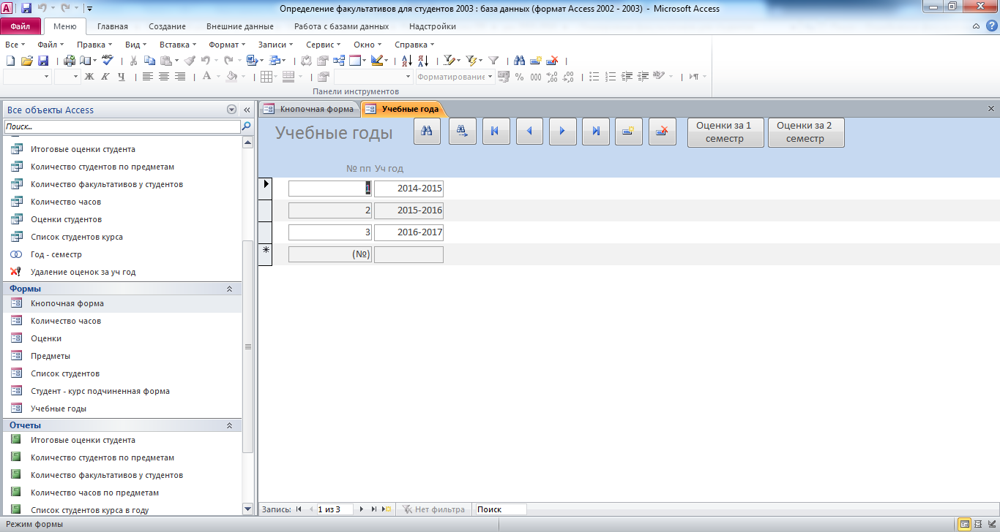 Определение факультативов для студентов 2003 : база данных (формат Access 2002 - 2003) - Microsoft Access
Файл Меню Главная Создание Внешние данные Работа с базами данных Надстройки
Все Файл Правка Вид Вставка Формат Записи Сервис Окно Справка
Ж К Ч Форматирование % 000
Панели инструментов
Все объекты Access
Поиск...
Итоговые оценки студента
Количество студентов по предметам
Количество факультативов у студентов
Количество часов
Оценки студентов
Список студентов курса
Год - семестр
Удаление оценок за уч год
Формы
Кнопочная форма
Количество часов
Оценки
Предметы
Список студентов
Студент - курс подчиненная форма
Учебные годы
Отчеты
Итоговые оценки студента
Количество студентов по предметам
Количество факультативов у студентов
Количество часов по предметам
Список студентов курса в году
Кнопочная форма Учебные года
Учебные годы
Оценки за 1 семестр
Оценки за 2 семестр
№ пп Уч год
1 2014-2015
2 2015-2016
3 2016-2017
(№)
Запись: 1 из 3 Нет фильтра Поиск
Режим формы